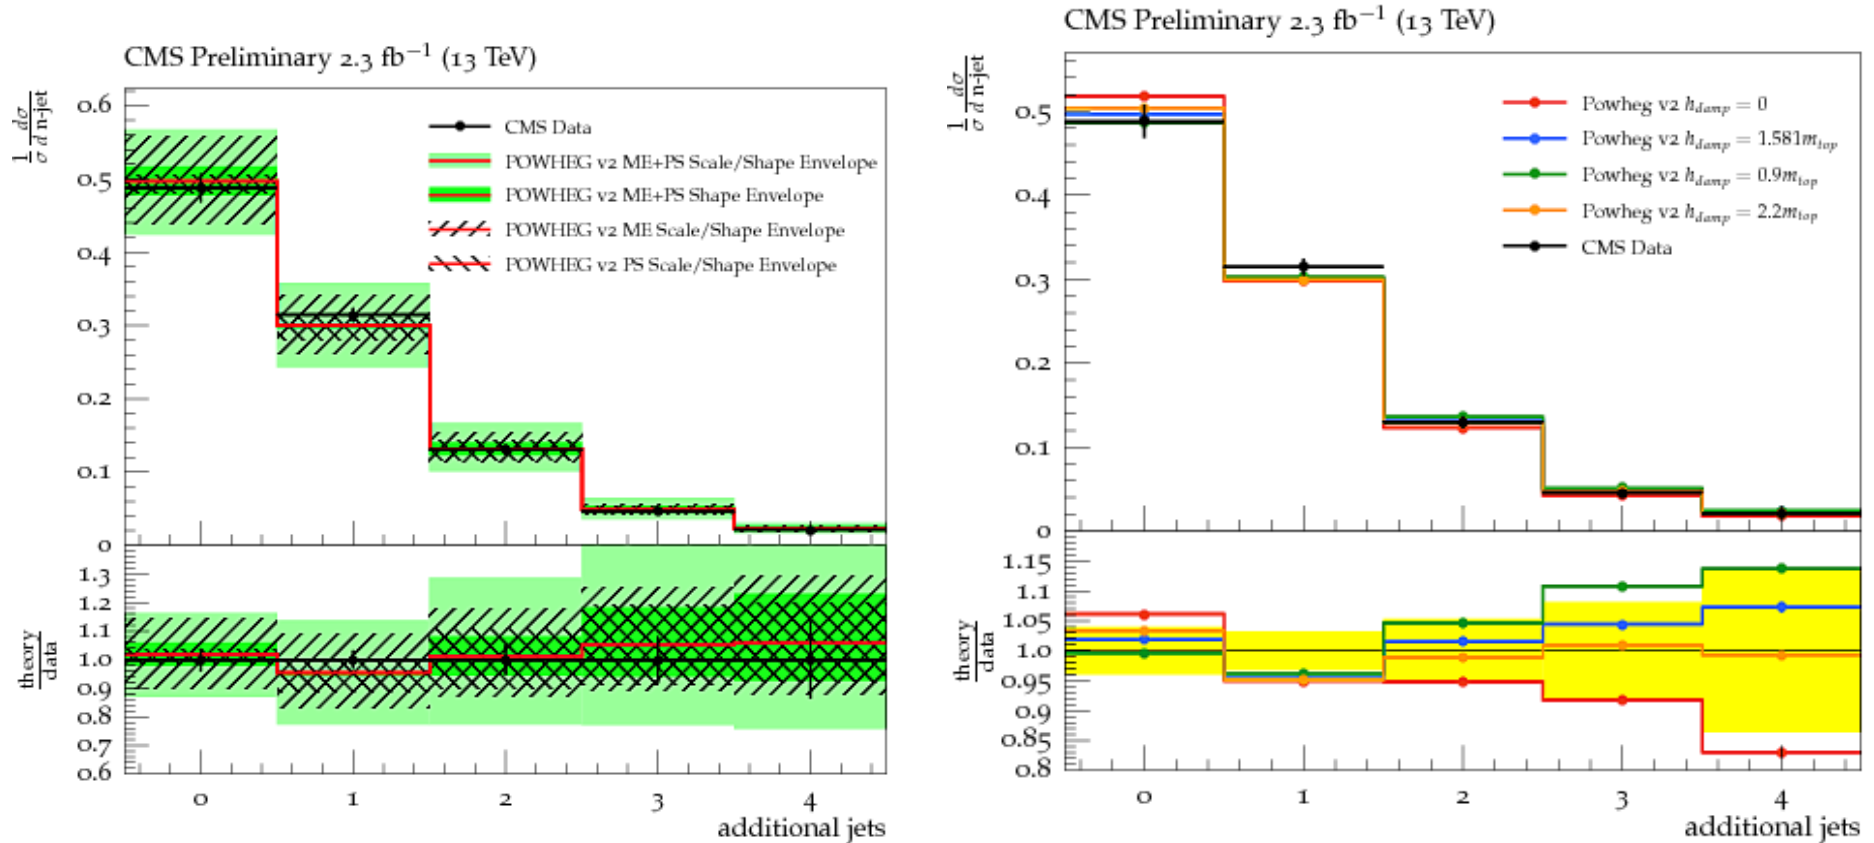 CMS Preliminary 2.3 fb⁻¹ (13 TeV)
1/σ dσ/d n-jet
0.6
0.5
0.4
0.3
0.2
0.1
0
CMS Data
POWHEG v2 ME+PS Scale/Shape Envelope
POWHEG v2 ME+PS Shape Envelope
POWHEG v2 ME Scale/Shape Envelope
POWHEG v2 PS Scale/Shape Envelope
theory/data
1.3
1.2
1.1
1.0
0.9
0.8
0.7
0.6
0 1 2 3 4
additional jets
CMS Preliminary 2.3 fb⁻¹ (13 TeV)
1/σ dσ/d n-jet
0.5
0.4
0.3
0.2
0.1
0
Powheg v2 h_damp = 0
Powheg v2 h_damp = 1.581m_top
Powheg v2 h_damp = 0.9m_top
Powheg v2 h_damp = 2.2m_top
CMS Data
theory/data
1.15
1.1
1.05
1.0
0.95
0.9
0.85
0.8
0 1 2 3 4
additional jets